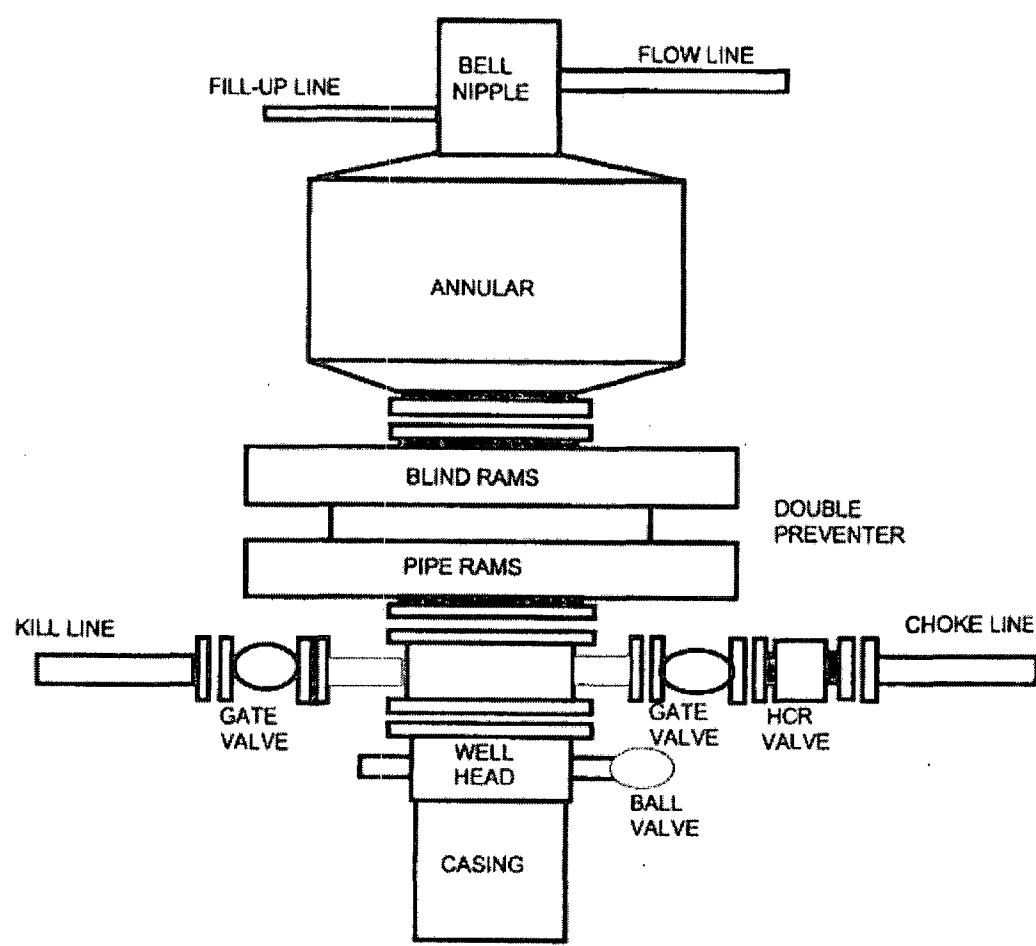 FLOW LINE
BELL
NIPPLE
FILL-UP LINE
ANNULAR
BLIND RAMS
DOUBLE
PREVENTER
PIPE RAMS
KILL LINE
CHOKE LINE
GATE
VALVE
GATE
VALVE
HCR
VALVE
WELL
HEAD
BALL
VALVE
CASING